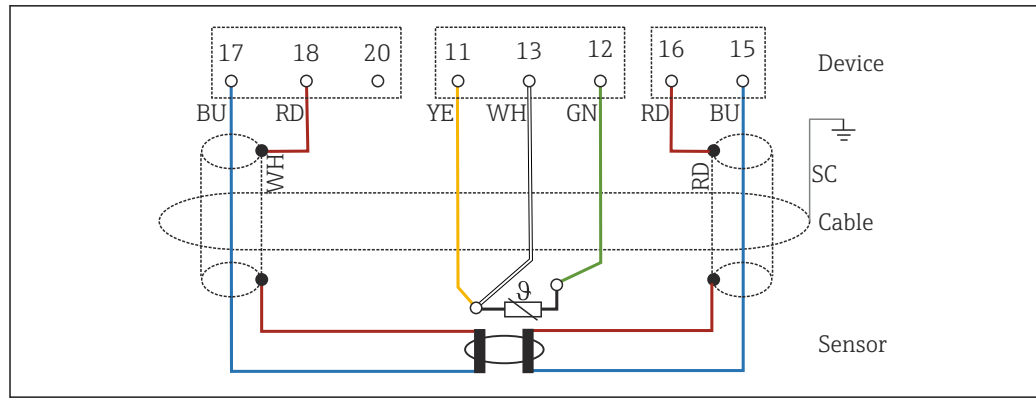 17 18 20 11 13 12 16 15
Device
BU RD YE WH GN RD BU
WH
RD
SC
Cable
ϑ
Sensor